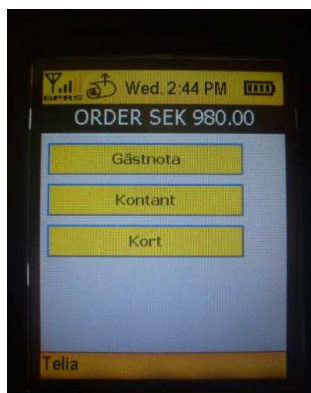 GPRS
Wed. 2:44 PM
ORDER SEK 980.00
Gästnota
Kontant
Kort
Telia